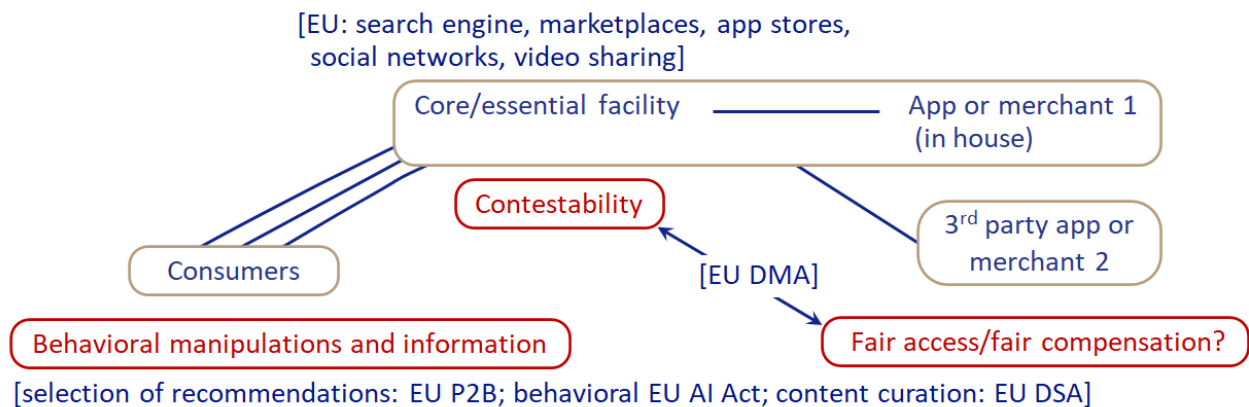 [EU: search engine, marketplaces, app stores,
social networks, video sharing]
Core/essential facility
App or merchant 1
(in house)
Contestability
3rd party app or
merchant 2
Consumers
[EU DMA]
Behavioral manipulations and information
Fair access/fair compensation?
[selection of recommendations: EU P2B; behavioral EU AI Act; content curation: EU DSA]